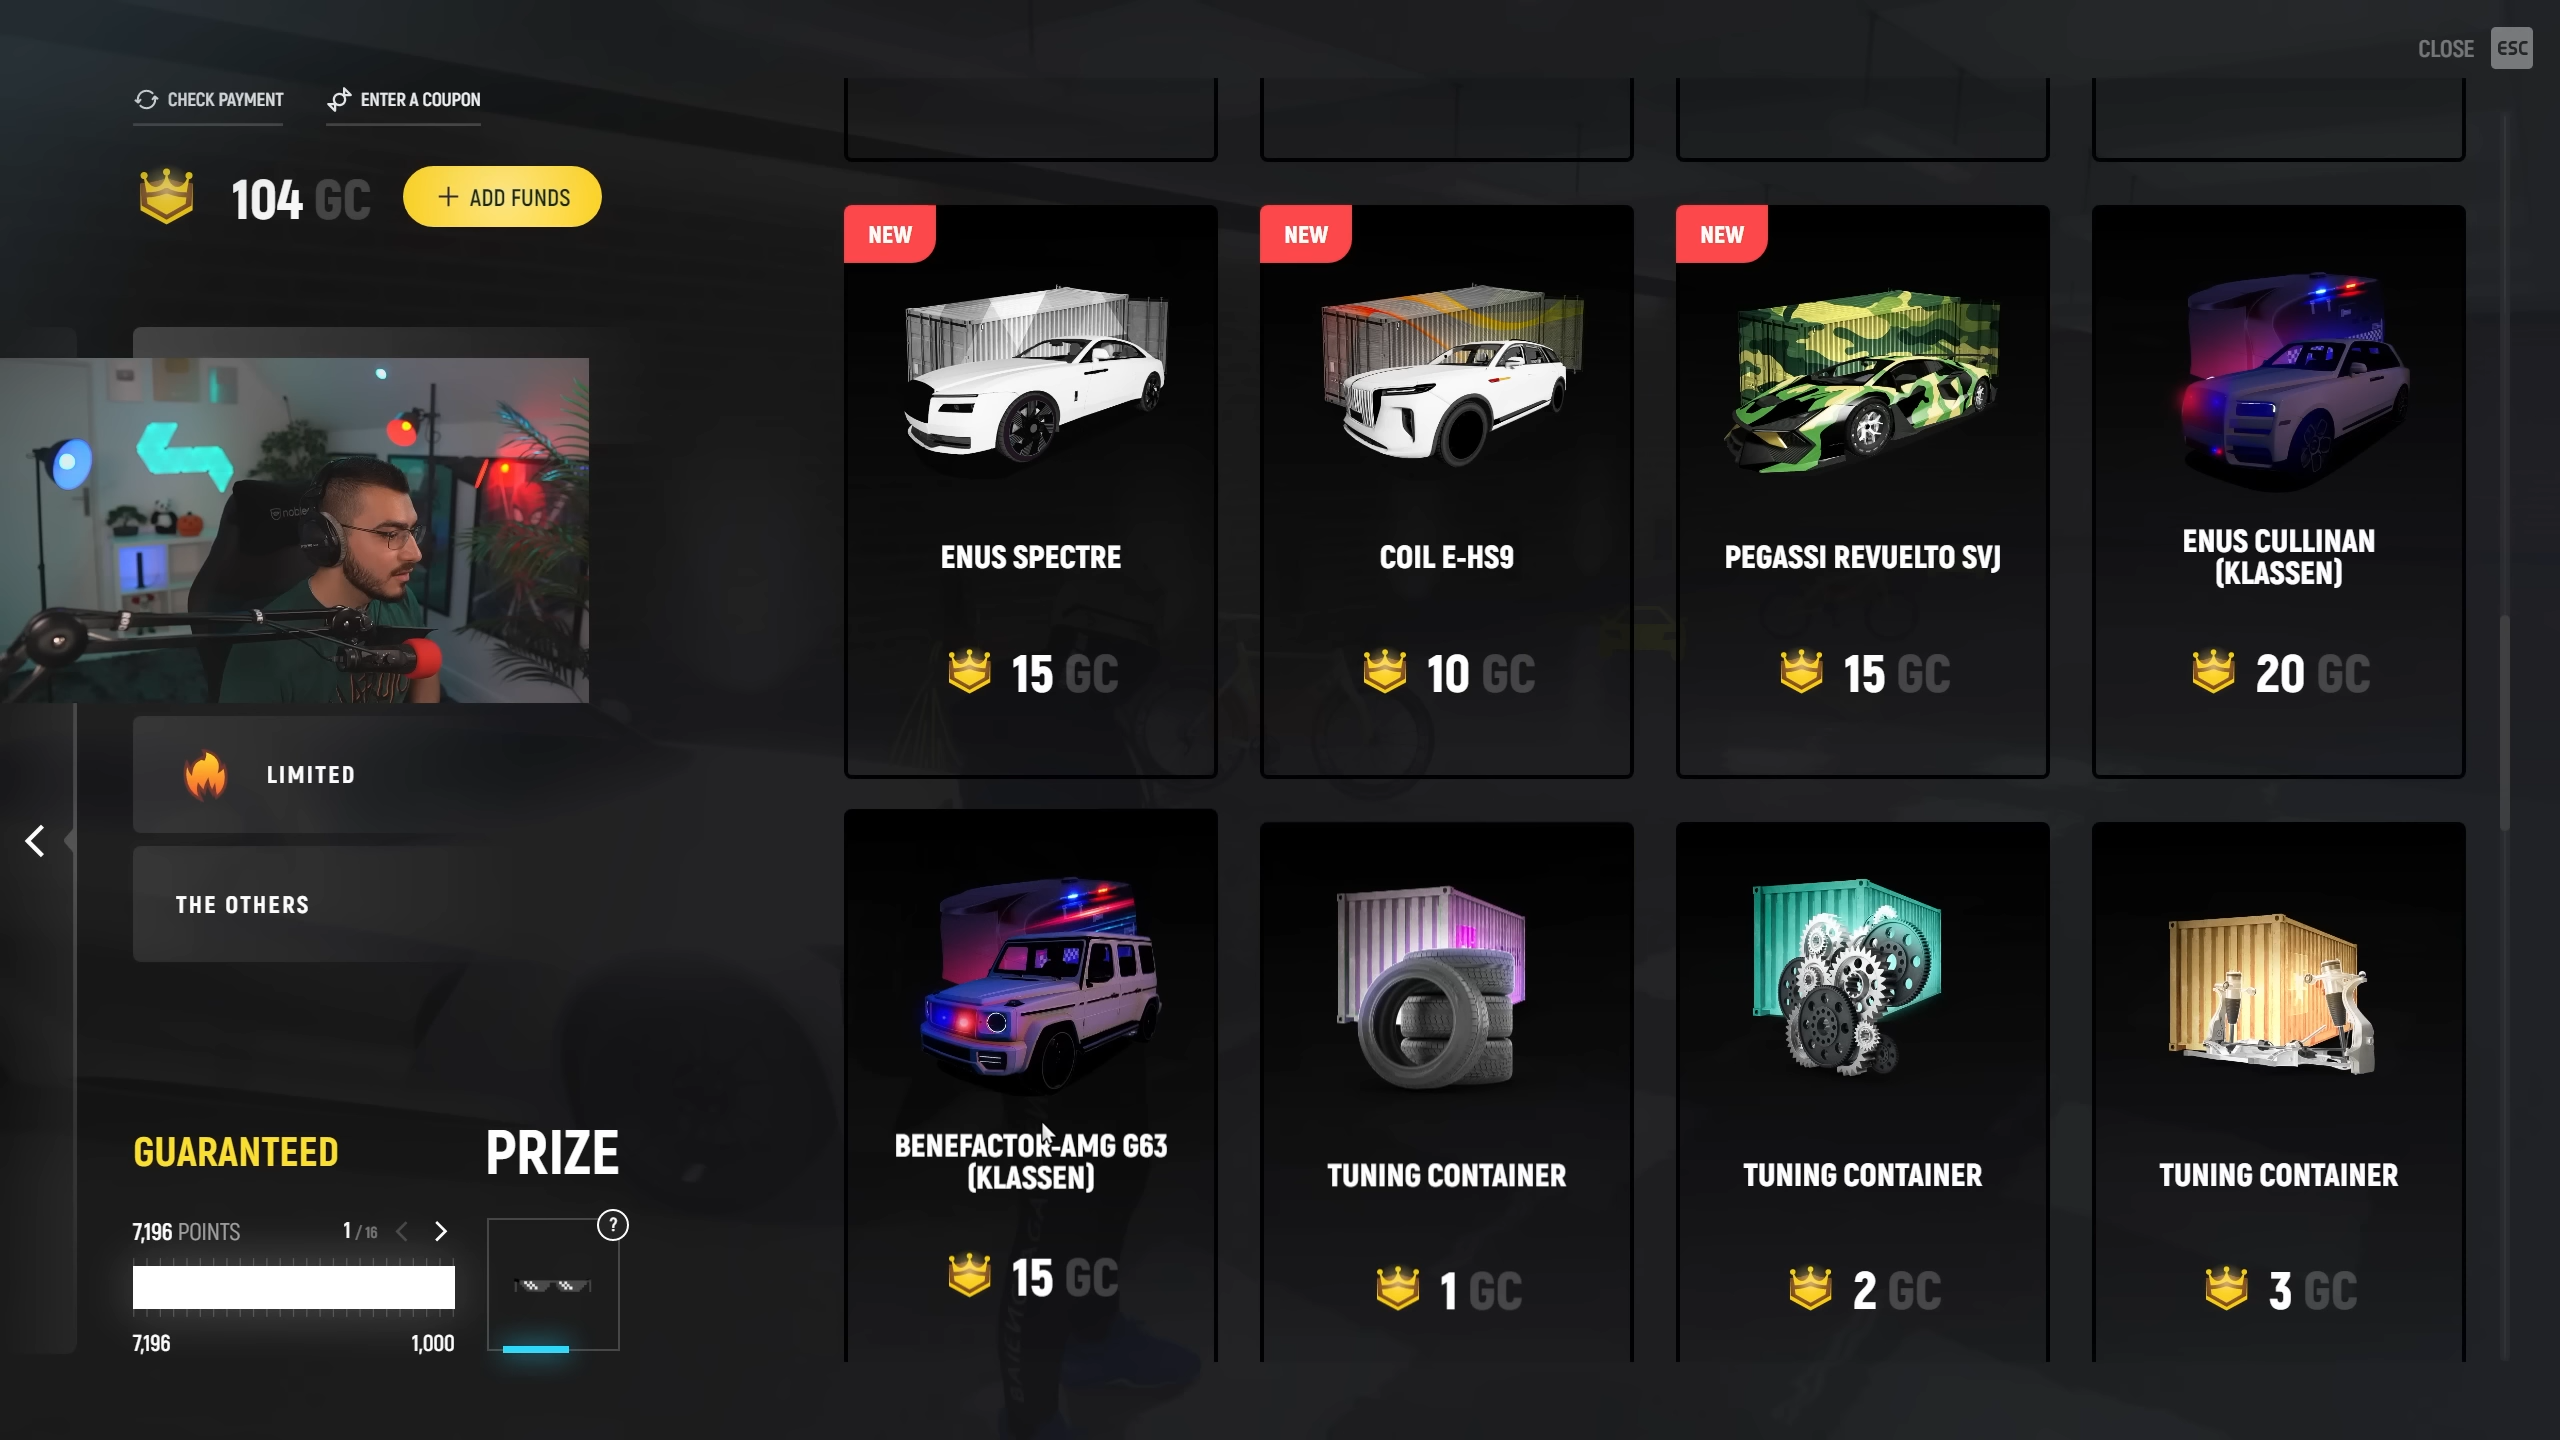 CLOSE ESC
CHECK PAYMENT
ENTER A COUPON
104 GC
+ ADD FUNDS
NEW
ENUS SPECTRE
15 GC
NEW
COIL E-HS9
10 GC
NEW
PEGASSI REVUELTO SVJ
15 GC
ENUS CULLINAN
(KLASSEN)
20 GC
LIMITED
THE OTHERS
BENEFACTOR-AMG G63
(KLASSEN)
15 GC
TUNING CONTAINER
1 GC
TUNING CONTAINER
2 GC
TUNING CONTAINER
3 GC
GUARANTEED
PRIZE
7,196 POINTS
1 / 16
?
7,196
1,000